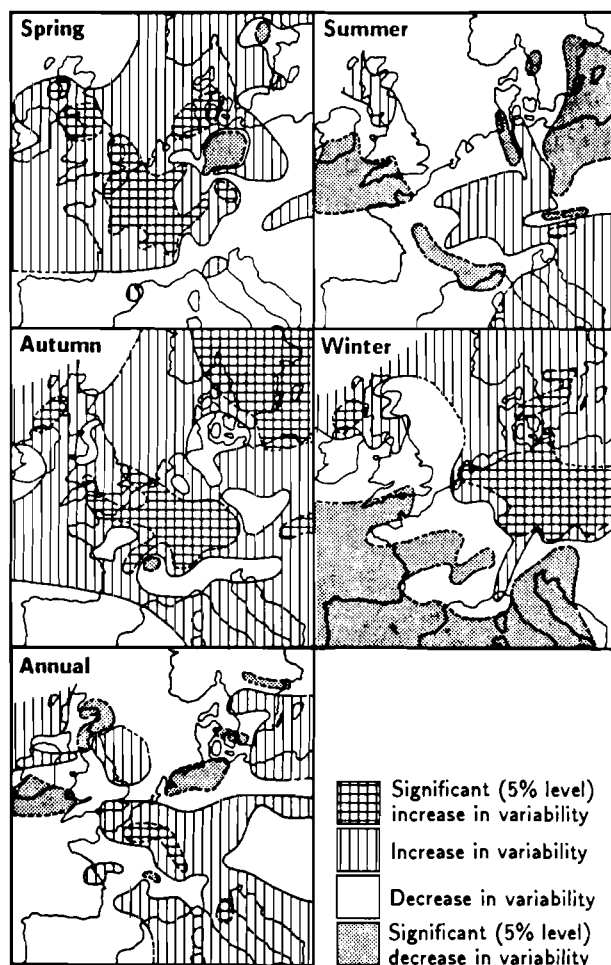 Spring
Summer
Autumn
Winter
Annual
Significant (5% level)
increase in variability
Increase in variability
Decrease in variability
Significant (5% level)
decrease in variability